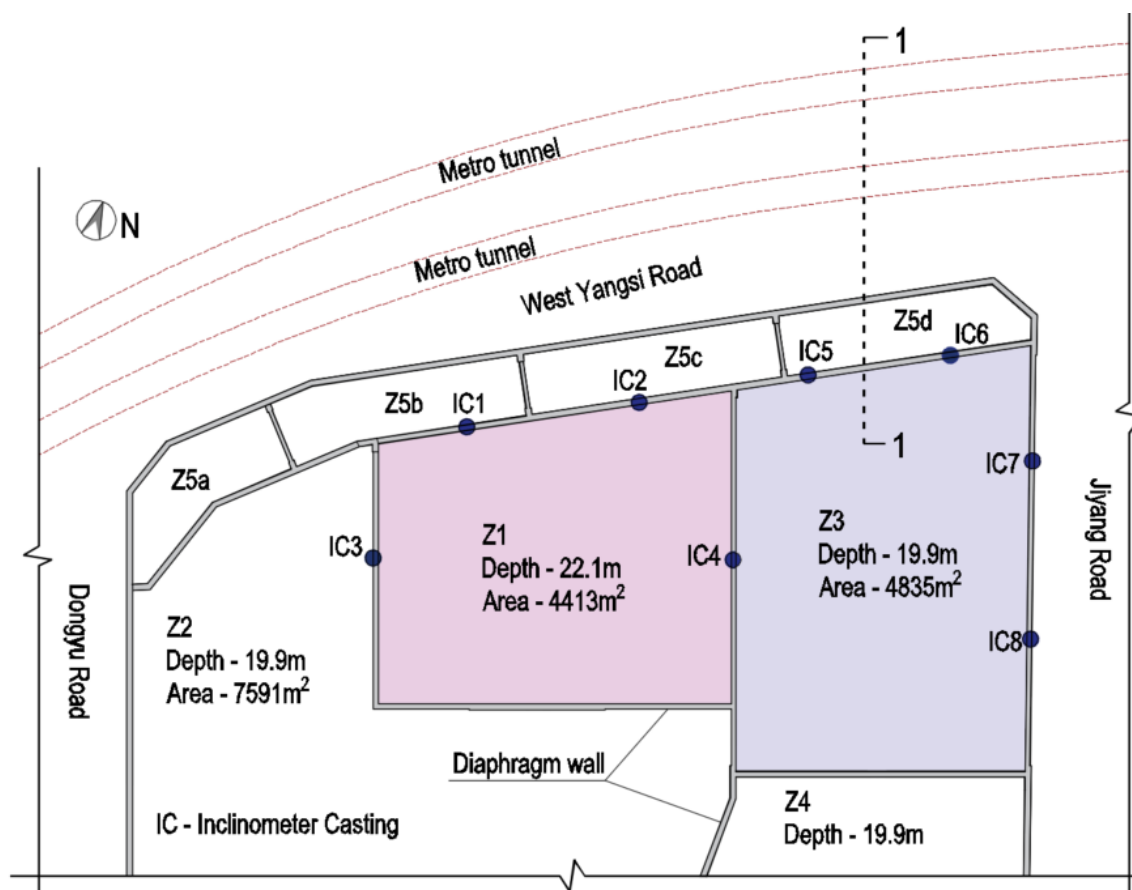 1
Metro tunnel
N
Metro tunnel
West Yangsi Road
Z5d
IC6
Z5c
IC5
IC2
Z5b
IC1
1
IC7
Z5a
Z1
Depth - 22.1m
Area - 4413m²
Z3
Depth - 19.9m
Area - 4835m²
IC3
IC4
Jiyang Road
Dongyu Road
Z2
Depth - 19.9m
Area - 7591m²
IC8
Diaphragm wall
IC - Inclinometer Casting
Z4
Depth - 19.9m